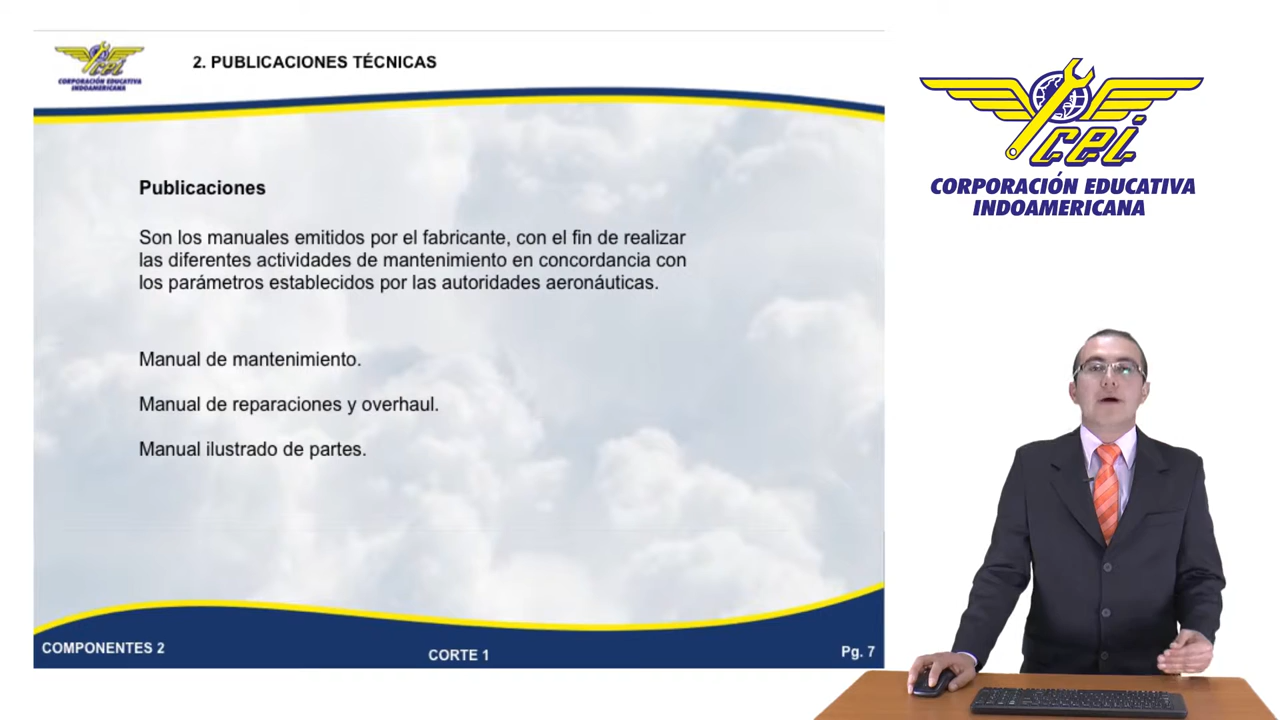 cei
CORPORACIÓN EDUCATIVA
INDOAMERICANA
2. PUBLICACIONES TÉCNICAS
Publicaciones
Son los manuales emitidos por el fabricante, con el fin de realizar
las diferentes actividades de mantenimiento en concordancia con
los parámetros establecidos por las autoridades aeronáuticas.
Manual de mantenimiento.
Manual de reparaciones y overhaul.
Manual ilustrado de partes.
COMPONENTES 2
CORTE 1
Pg. 7
cei
CORPORACIÓN EDUCATIVA
INDOAMERICANA